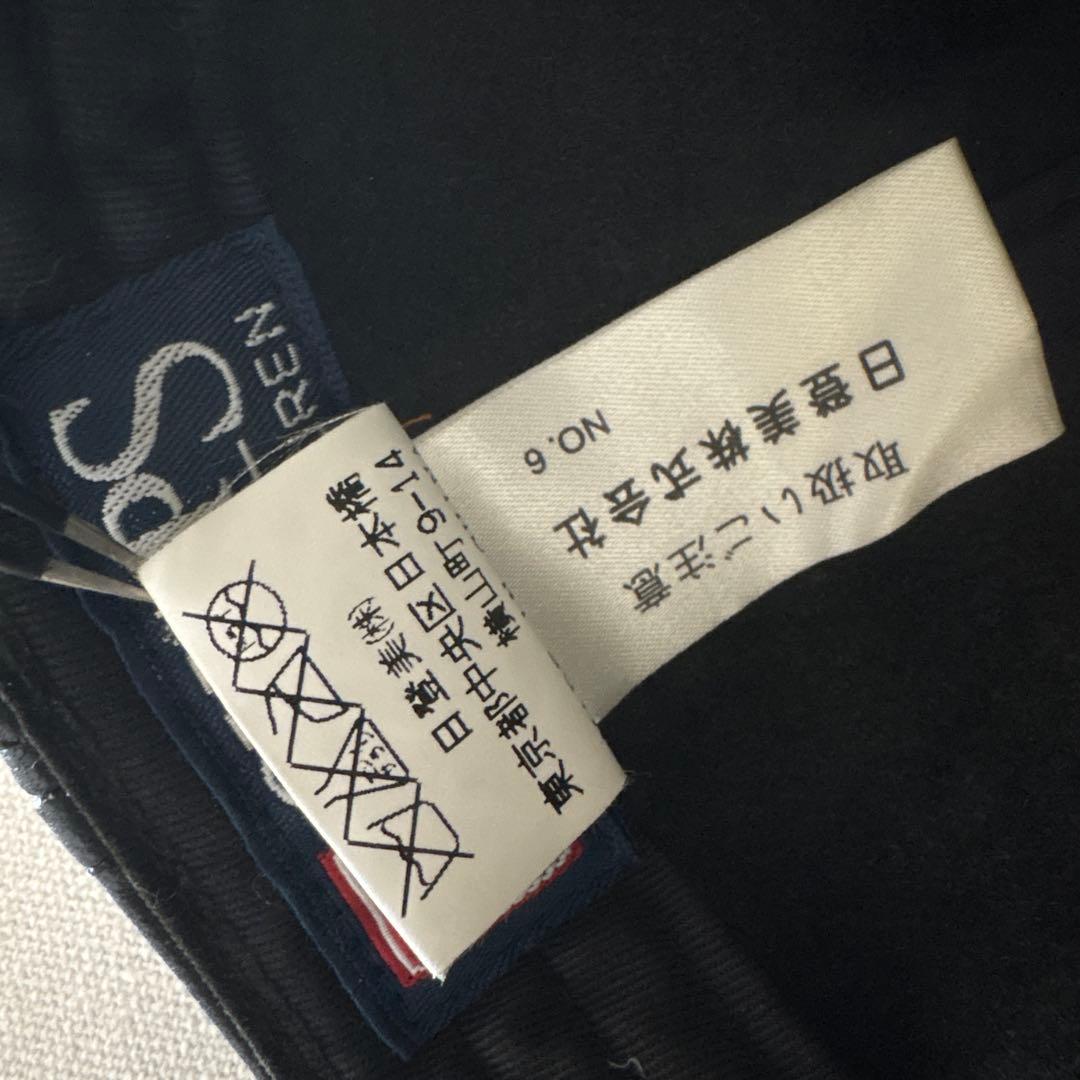 日登美(株)
東京都中央区日本橋
横山町9-14
取扱いご注意
日登美株式会社
NO.6
PS
REN